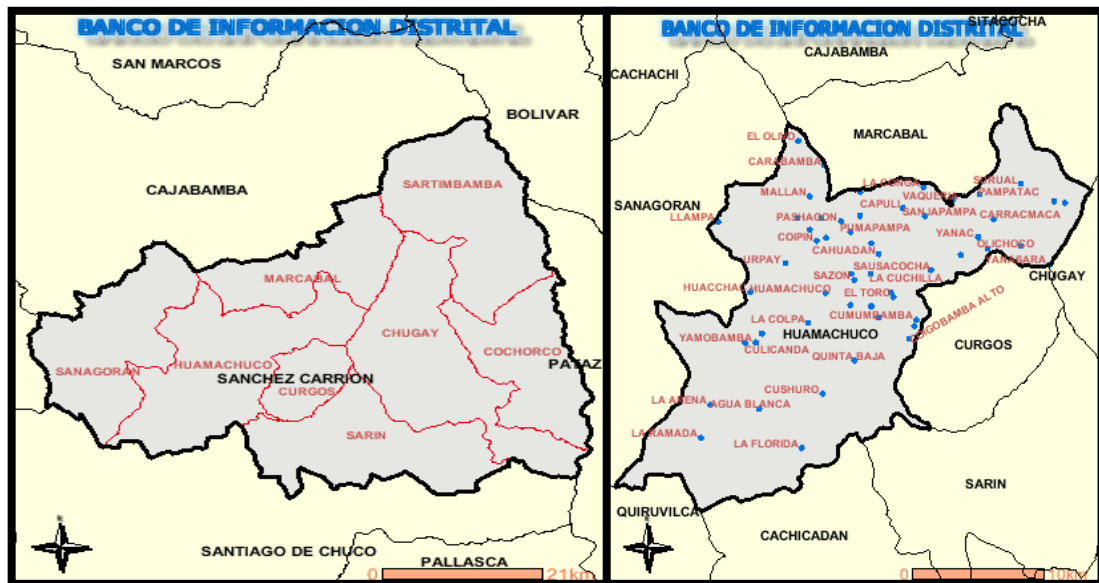 BANCO DE INFORMACION DISTRITAL
SAN MARCOS
BOLIVAR
SARTIMBAMBA
CAJABAMBA
MARCABAL
CHUGAY
COCHORCO
PATAZ
SANAGORAN
HUAMACHUCO
SANCHEZ CARRION
CURGOS
SARIN
SANTIAGO DE CHUCO
PALLASCA
0 21km
BANCO DE INFORMACION DISTRITAL
SITACOCHA
CAJABAMBA
CACHACHI
EL OLIVO
MARCABAL
CARABAMBA
MALLAN
LA CONGA
VAQUERIA
SURUAL
PAMPATAC
SANAGORAN
LLAMPA
PASHAGON
CAPULI
SANJAPAMPA
CARRACMACA
COIPIN
PUMAPAMPA
YANAC
CAHUADAN
OLICHOCO
URPAY
SAUSACOCHA
YANASARA
SAZON
LA CUCHILLA
CHUGAY
HUACCHAC
HUAMACHUCO
EL TORO
CUMUMBAMBA
LA COLPA
YAMOBAMBA
HUAMACHUCO
CURGOS
CULICANDA
QUINTA BAJA
CUSHURO
LA ARENA
AGUA BLANCA
LA RAMADA
LA FLORIDA
SARIN
QUIRUVILCA
CACHICADAN
0 10km